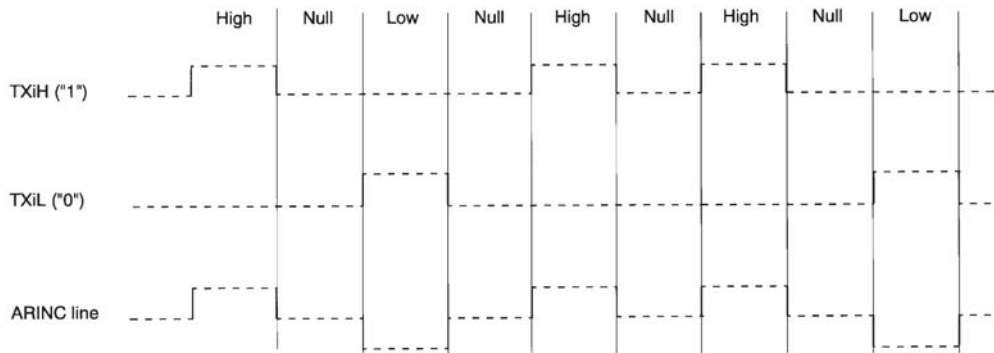 High Null Low Null High Null High Null Low
TXiH ("1")
TXiL ("0")
ARINC line